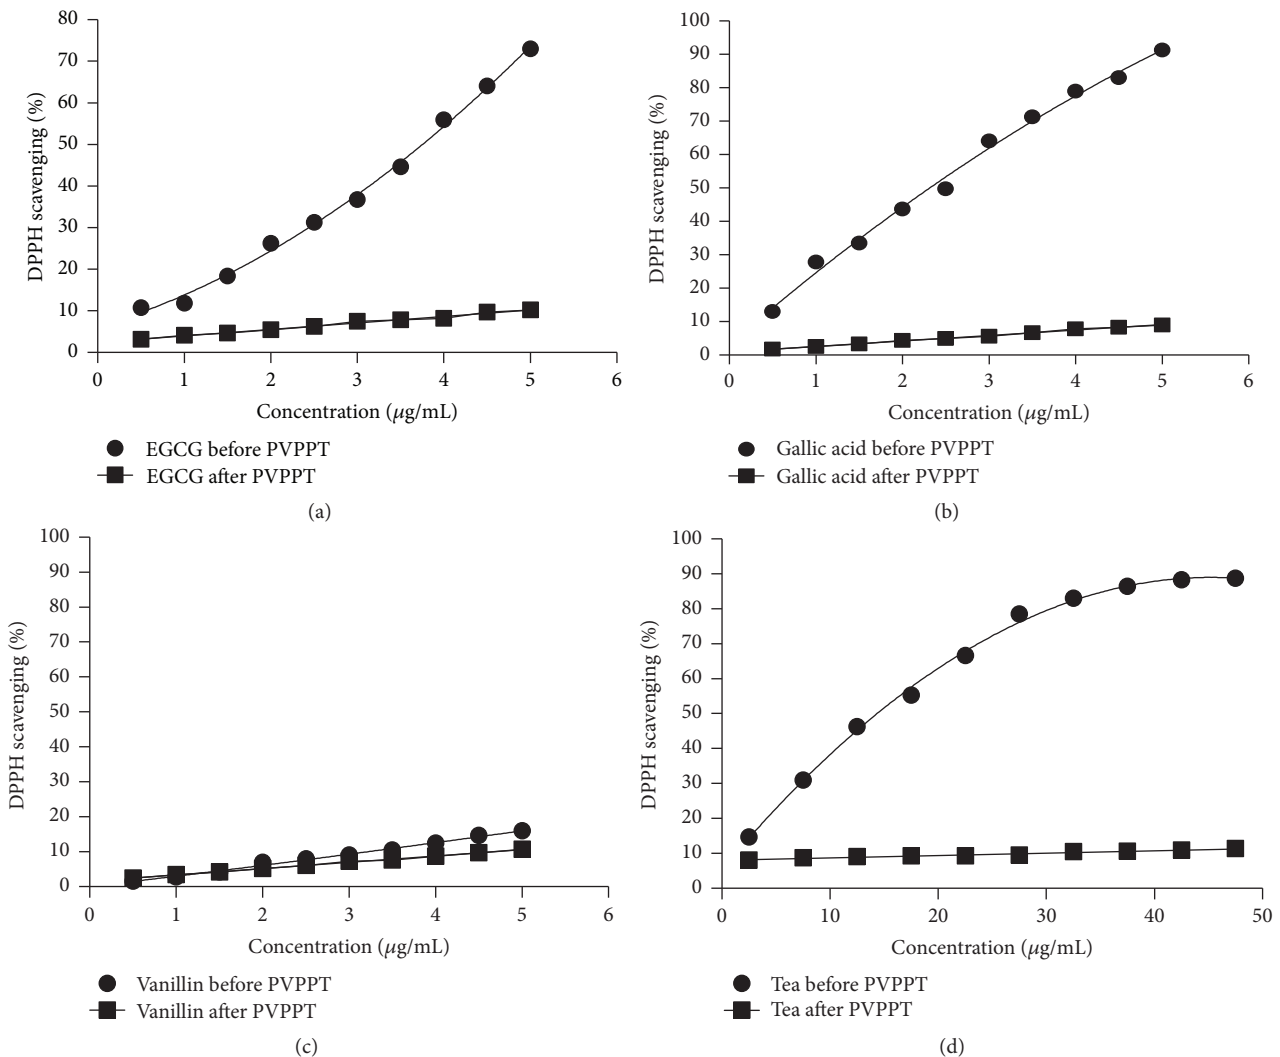 80
70
60
50
40
30
20
10
0
DPPH scavenging (%)
0 1 2 3 4 5 6
Concentration (μg/mL)
EGCG before PVPPT
EGCG after PVPPT
(a)
100
90
80
70
60
50
40
30
20
10
0
DPPH scavenging (%)
0 1 2 3 4 5 6
Concentration (μg/mL)
Gallic acid before PVPPT
Gallic acid after PVPPT
(b)
100
90
80
70
60
50
40
30
20
10
0
DPPH scavenging (%)
0 1 2 3 4 5 6
Concentration (μg/mL)
Vanillin before PVPPT
Vanillin after PVPPT
(c)
100
90
80
70
60
50
40
30
20
10
0
DPPH scavenging (%)
0 10 20 30 40 50
Concentration (μg/mL)
Tea before PVPPT
Tea after PVPPT
(d)